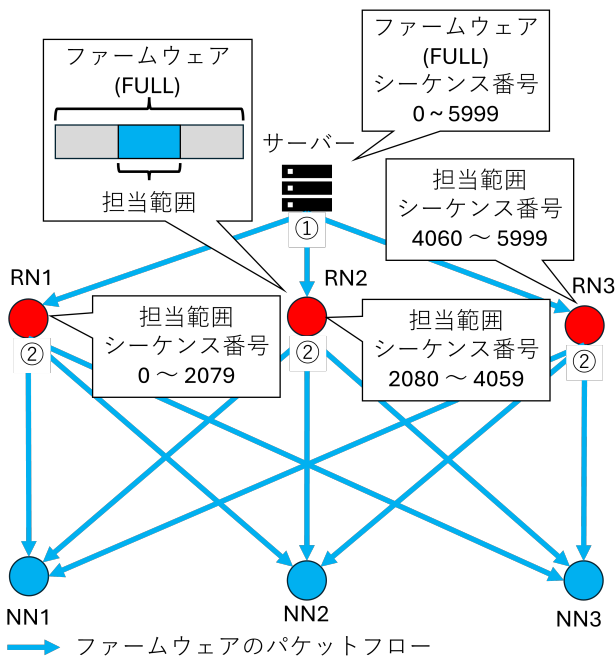 ファームウェア
(FULL)
担当範囲
ファームウェア
(FULL)
シーケンス番号
0~5999
サーバー
①
担当範囲
シーケンス番号
4060 ～ 5999
RN1
RN2
RN3
担当範囲
シーケンス番号
0 ～ 2079
担当範囲
シーケンス番号
2080 ～ 4059
②
②
②
NN1
NN2
NN3
ファームウェアのパケットフロー